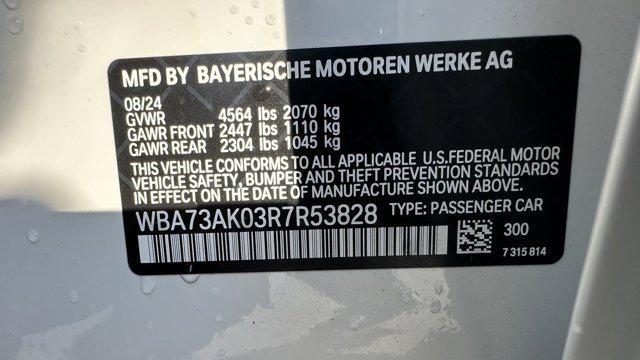 MFD BY BAYERISCHE MOTOREN WERKE AG
08/24
GVWR 4564 lbs 2070 kg
GAWR FRONT 2447 lbs 1110 kg
GAWR REAR 2304 lbs 1045 kg
THIS VEHICLE CONFORMS TO ALL APPLICABLE U.S.FEDERAL MOTOR
VEHICLE SAFETY, BUMPER AND THEFT PREVENTION STANDARDS
IN EFFECT ON THE DATE OF MANUFACTURE SHOWN ABOVE.
WBA73AK03R7R53828 TYPE: PASSENGER CAR
300
7 315 814